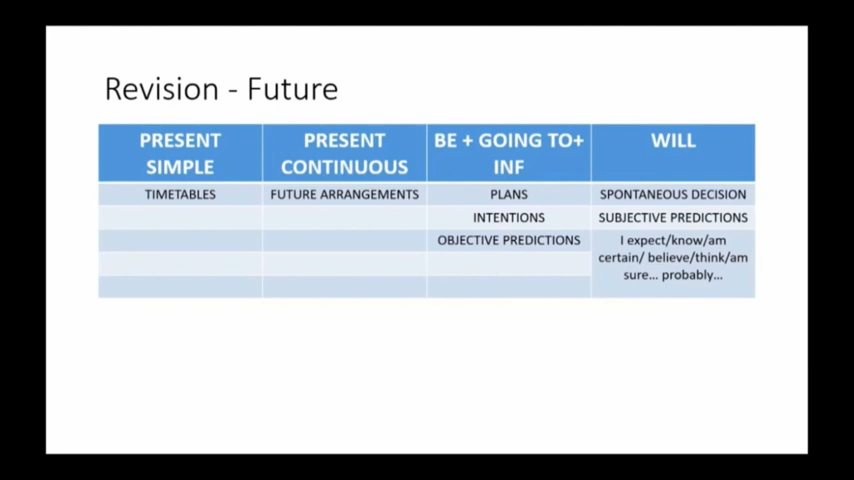 Revision - Future
PRESENT
SIMPLE
PRESENT
CONTINUOUS
BE + GOING TO+
INF
WILL
TIMETABLES
FUTURE ARRANGEMENTS
PLANS
SPONTANEOUS DECISION
INTENTIONS
SUBJECTIVE PREDICTIONS
OBJECTIVE PREDICTIONS
I expect/know/am
certain/ believe/think/am
sure... probably...